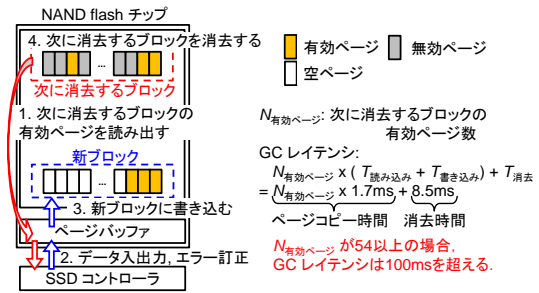 NAND flash チップ
4. 次に消去するブロックを消去する
...
次に消去するブロック
1. 次に消去するブロックの
有効ページを読み出す
新ブロック
...
3. 新ブロックに書き込む
ページバッファ
2. データ入出力, エラー訂正
SSD コントローラ
有効ページ 無効ページ
空ページ
N有効ページ: 次に消去するブロックの
有効ページ数
GC レイテンシ:
N有効ページ x ( T読み込み + T書き込み) + T消去
= N有効ページ x 1.7ms + 8.5ms
ページコピー時間 消去時間
N有効ページ が54以上の場合,
GC レイテンシは100msを超える.